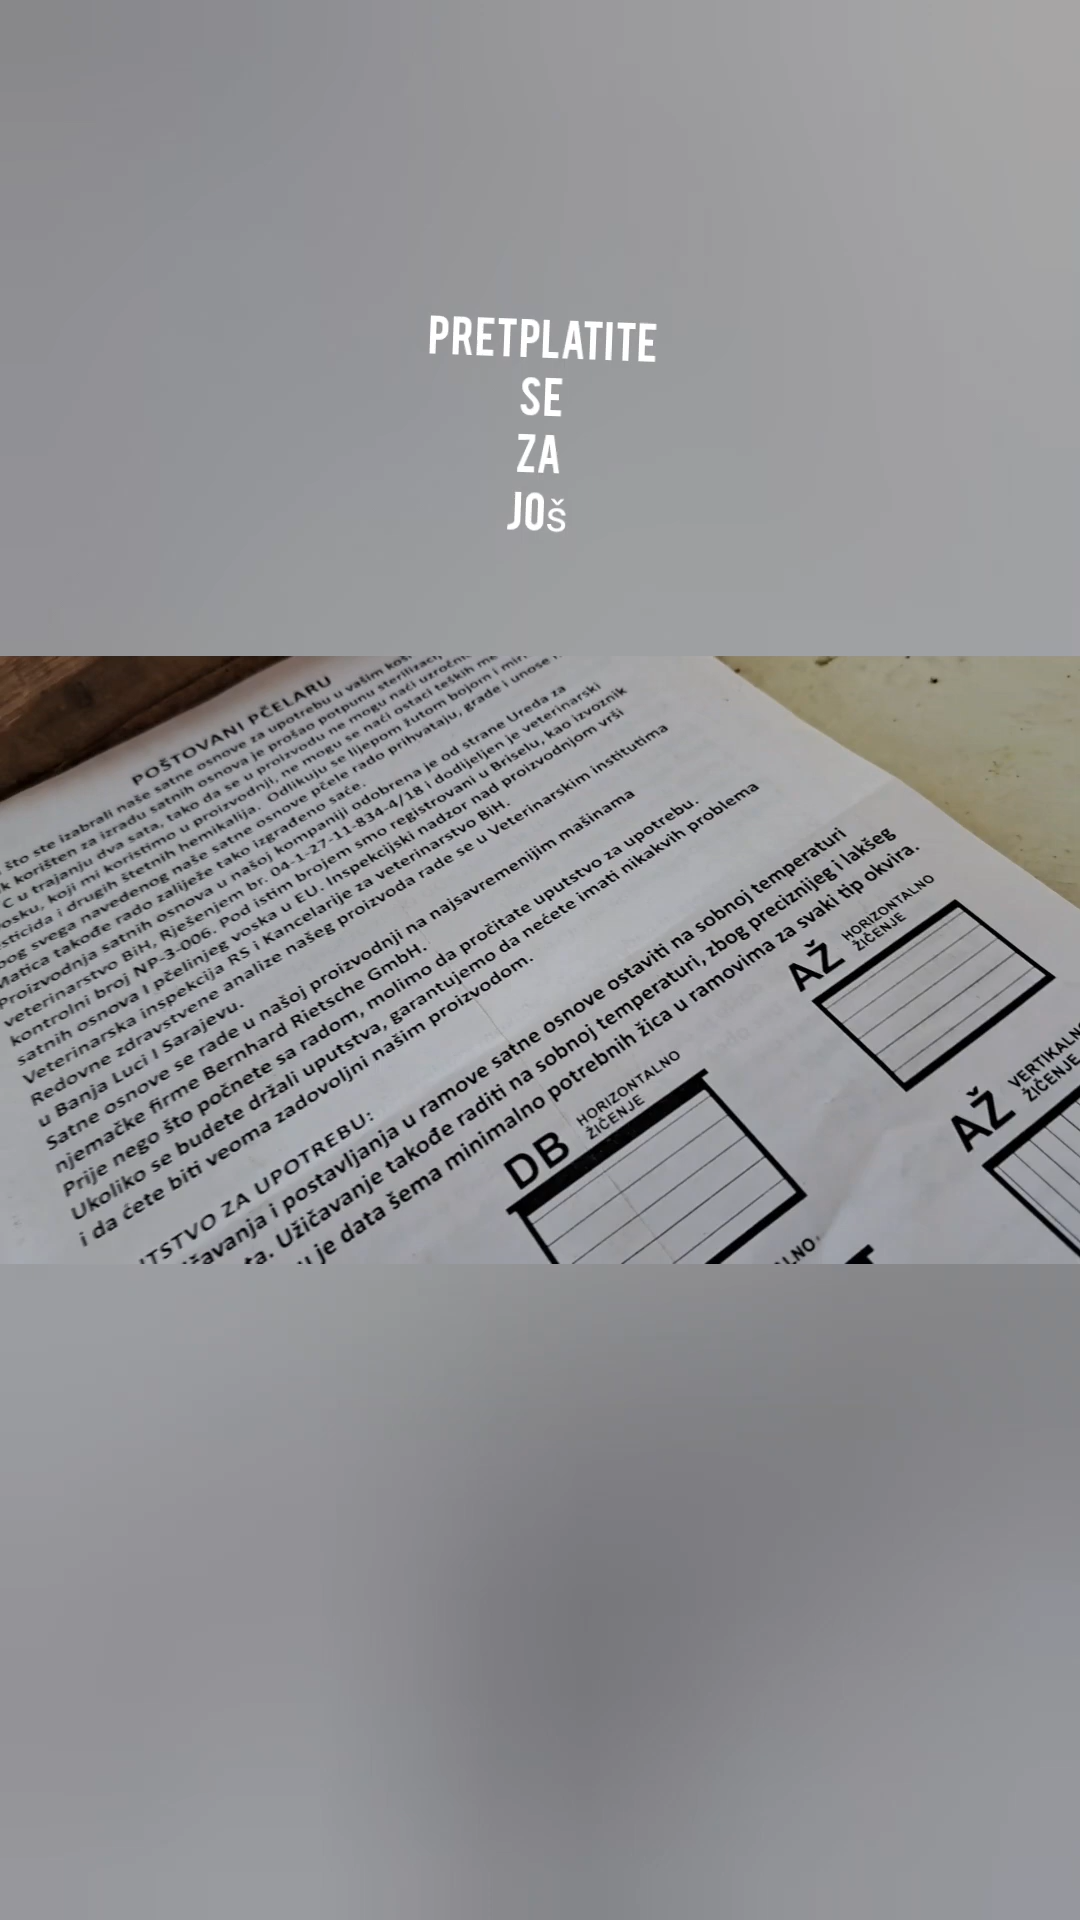 PRETPLATITE
SE
ZA
JOš
POŠTOVANI PČELARU
što ste izabrali naše satne osnove za upotrebu u vašim
k korišten za izradu satnih osnova je prošao potpunu
C u trajanju dva sata, tako da se u proizvodu ne mogu naći
koji mi koristimo u proizvodnji, ne mogu se naći ostaci teških
i drugih štetnih hemikalija. Odlikuju se lijepom žutom bojom i
svega navedenog naše satne osnove pčele rado prihvataju, grade i unose
Matica takođe rado zaliježe tako izgrađeno saće.
Proizvodnja satnih osnova u našoj kompaniji odobrena je od strane Ureda za
veterinarstvo BiH, Rješenjem br. 04-1-27-11-834-4/18 i dodijeljen je veterinarski
kontrolni broj NP-3-006. Pod istim brojem smo registrovani u Briselu, kao izvoznik
satnih osnova I pčelinjeg voska u EU. Inspekcijski nadzor nad proizvodnjom vrši
Veterinarska inspekcija RS i Kancelarije za veterinarstvo BiH.
Redovne zdravstvene analize našeg proizvoda rade se u Veterinarskim institutima
u Banja Luci I Sarajevu.
Satne osnove se rade u našoj proizvodnji na najsavremenijim mašinama
njemačke firme Bernhard Rietsche GmbH.
Prije nego što počnete sa radom, molimo da pročitate uputstvo za upotrebu.
Ukoliko se budete držali uputstva, garantujemo da nećete imati nikakvih problema
i da ćete biti veoma zadovoljni našim proizvodom.
ZA UPOTREBU:
i postavljanja u ramove satne osnove ostaviti na sobnoj temperaturi
Užičavanje takođe raditi na sobnoj temperaturi, zbog preciznijeg i lakšeg
je data šema minimalno potrebnih žica u ramovima za svaki tip okvira.
DB HORIZONTALNO
ŽIČENJE
AŽ HORIZONTALNO
ŽIČENJE
AŽ
ŽIČENJE